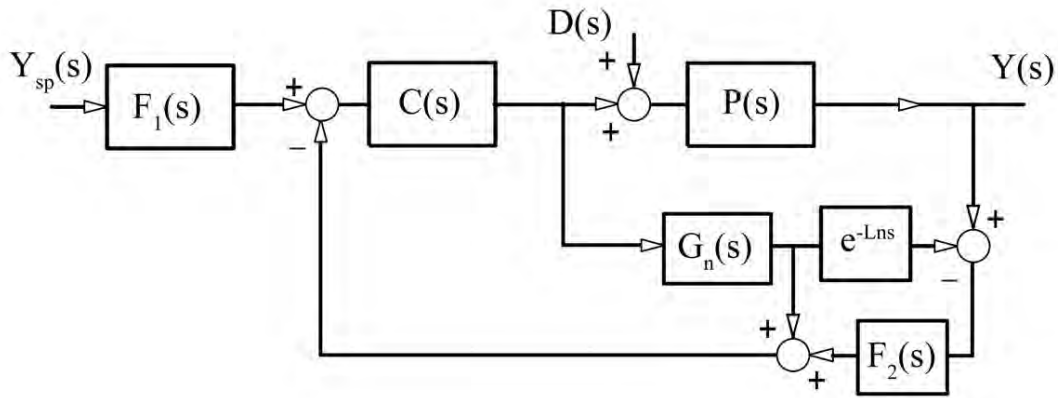 D(s)
Y_sp(s)
Y(s)
+
+
F_1(s)
C(s)
P(s)
−
+
G_n(s)
e^-Lns
+
−
+
F_2(s)
+